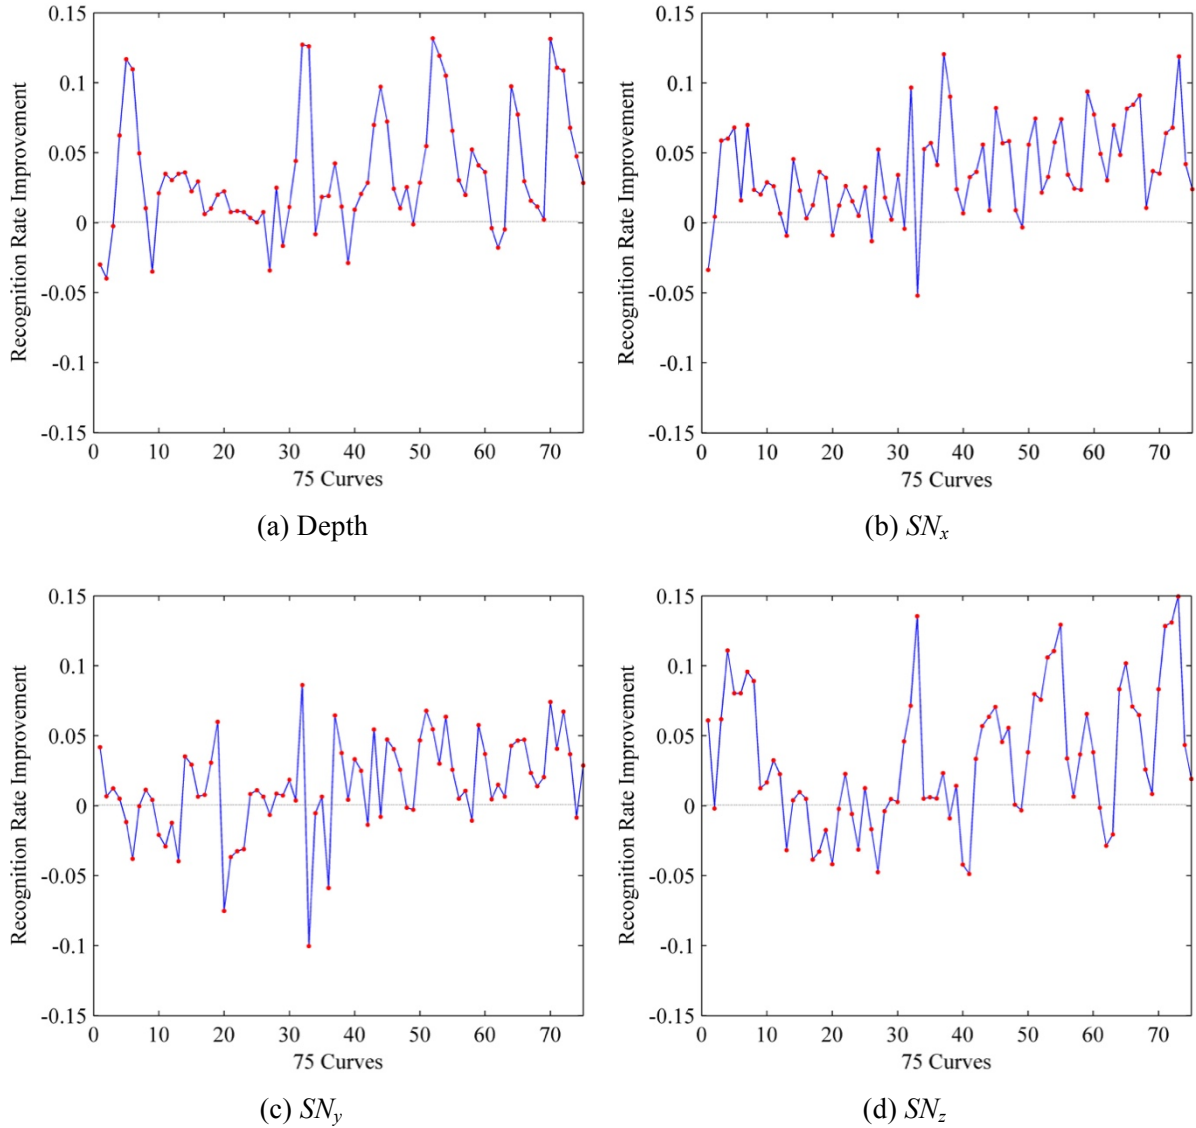 0.15
0.1
0.05
0
-0.05
-0.1
-0.15
Recognition Rate Improvement
0 10 20 30 40 50 60 70
75 Curves
(a) Depth
0.15
0.1
0.05
0
-0.05
-0.1
-0.15
Recognition Rate Improvement
0 10 20 30 40 50 60 70
75 Curves
(b) SNx
0.15
0.1
0.05
0
-0.05
-0.1
-0.15
Recognition Rate Improvement
0 10 20 30 40 50 60 70
75 Curves
(c) SNy
0.15
0.1
0.05
0
-0.05
-0.1
-0.15
Recognition Rate Improvement
0 10 20 30 40 50 60 70
75 Curves
(d) SNz